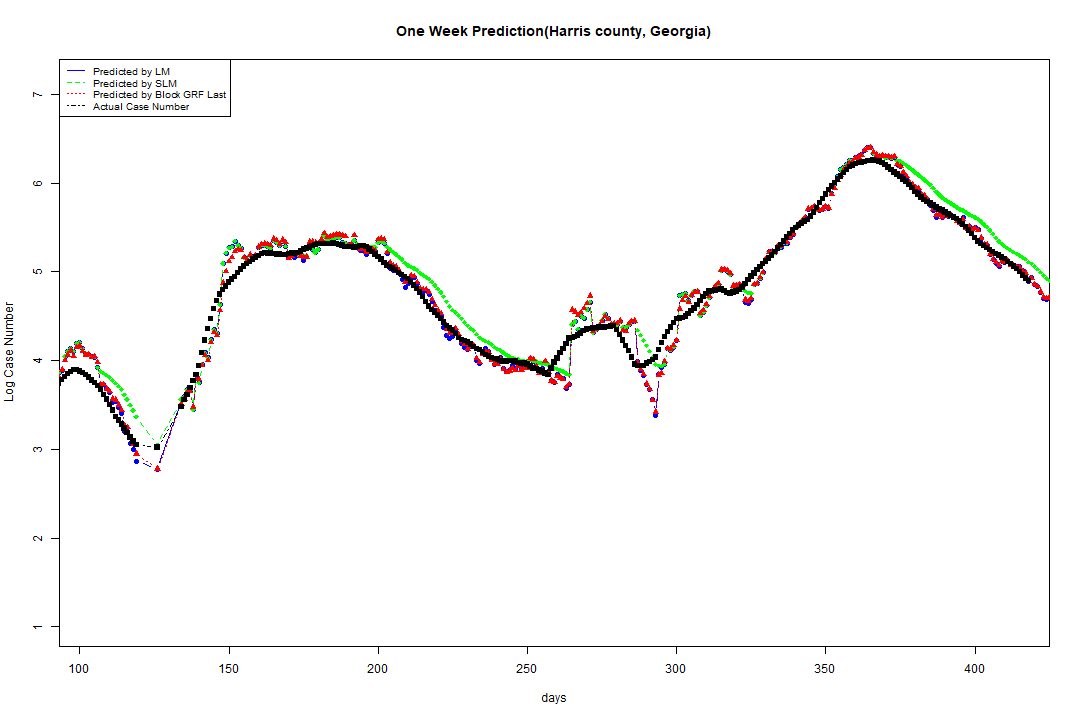 One Week Prediction(Harris county, Georgia)
Predicted by LM
Predicted by SLM
Predicted by Block GRF Last
Actual Case Number
7
6
5
4
3
2
1
Log Case Number
100 150 200 250 300 350 400
days